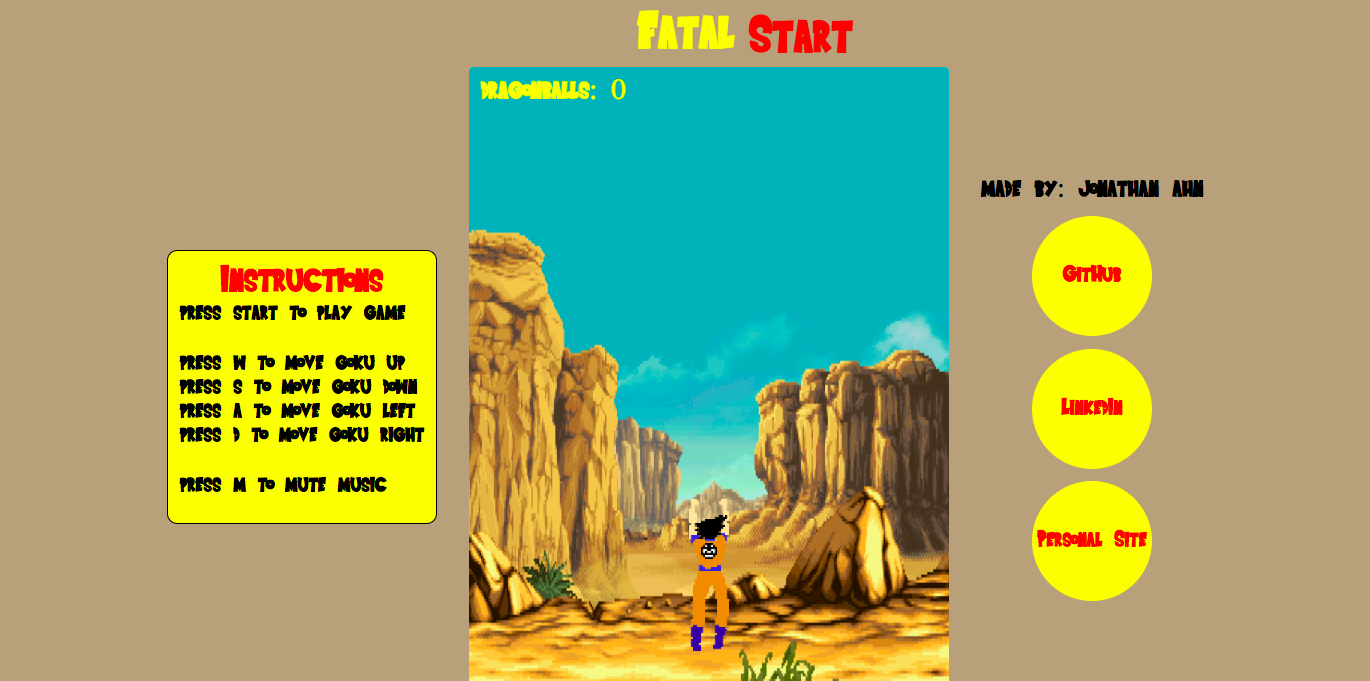 Fatal Start
Dragonballs: 0
Made by: Jonathan Ahn
GitHub
LinkedIn
Personal Site
Instructions
Press Start to play game
Press W to move Goku up
Press S to move Goku down
Press A to move Goku left
Press D to move Goku right
Press M to mute music